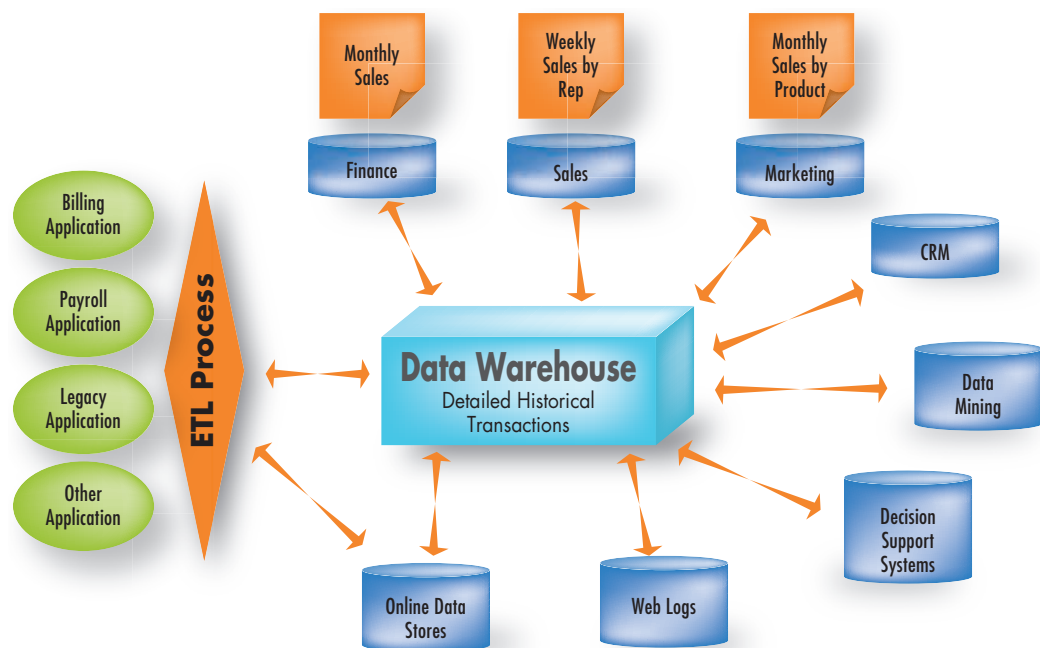 Monthly
Sales
Weekly
Sales by
Rep
Monthly
Sales by
Product
Finance
Sales
Marketing
Billing
Application
Payroll
Application
Legacy
Application
Other
Application
ETL Process
CRM
Data Warehouse
Detailed Historical
Transactions
Data
Mining
Decision
Support
Systems
Online Data
Stores
Web Logs